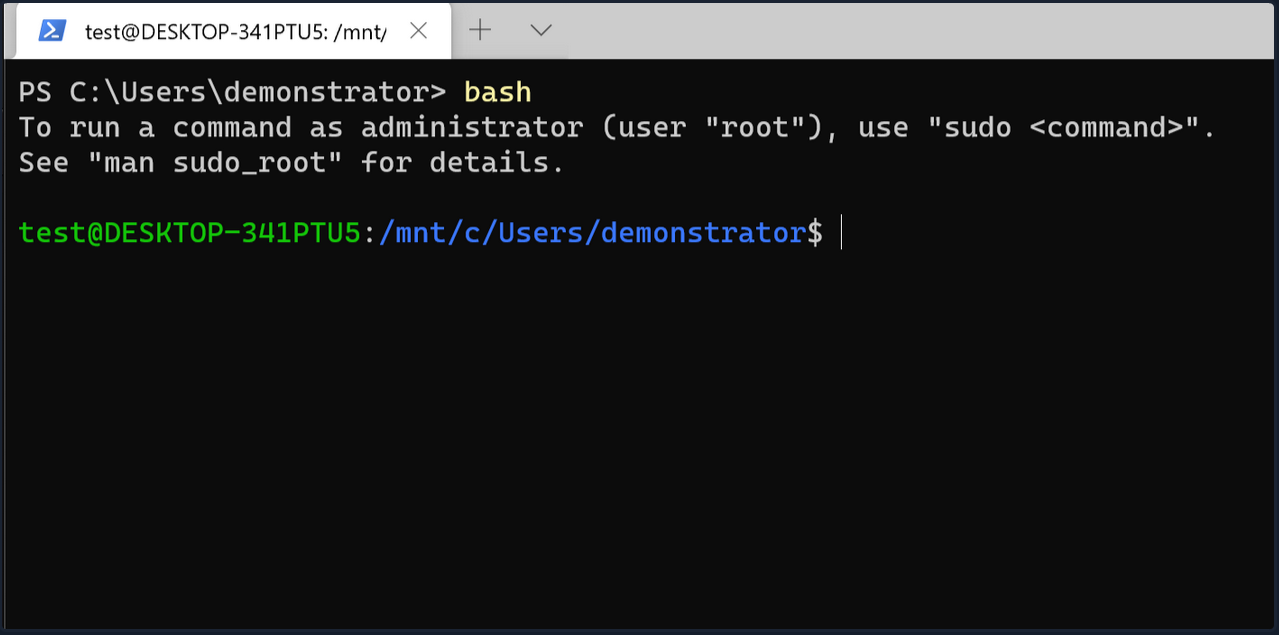 test@DESKTOP-341PTU5: /mnt/
PS C:\Users\demonstrator> bash
To run a command as administrator (user "root"), use "sudo <command>".
See "man sudo_root" for details.
test@DESKTOP-341PTU5:/mnt/c/Users/demonstrator$